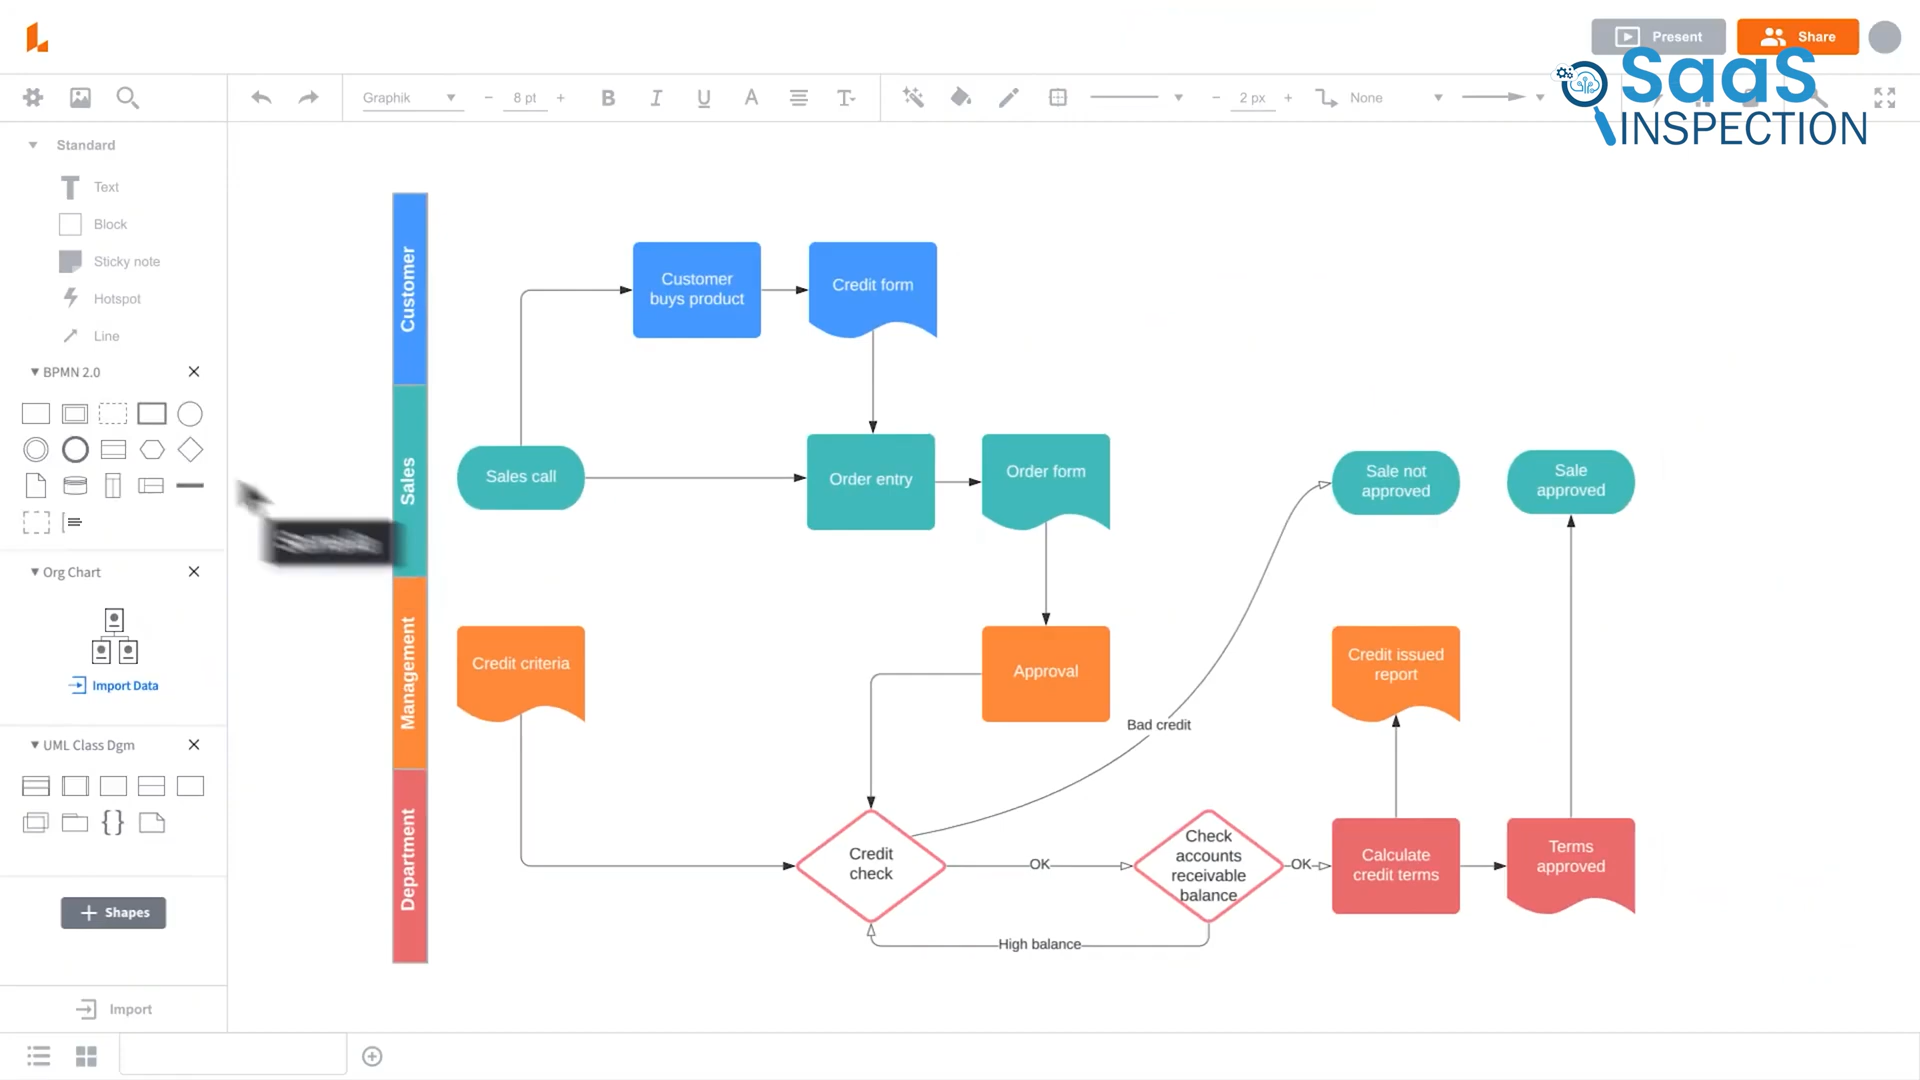 Present
Share
SaaS
INSPECTION
Graphik
8 pt
B
I
U
A
T
2 px
None
Standard
Text
Block
Sticky note
Hotspot
Line
BPMN 2.0
Org Chart
Import Data
UML Class Dgm
Shapes
Import
Customer
Sales
Management
Department
Customer
buys product
Credit form
Sales call
Order entry
Order form
Sale not
approved
Sale
approved
Credit criteria
Approval
Bad credit
Credit issued
report
Credit
check
OK
Check
accounts
receivable
balance
OK
Calculate
credit terms
Terms
approved
High balance